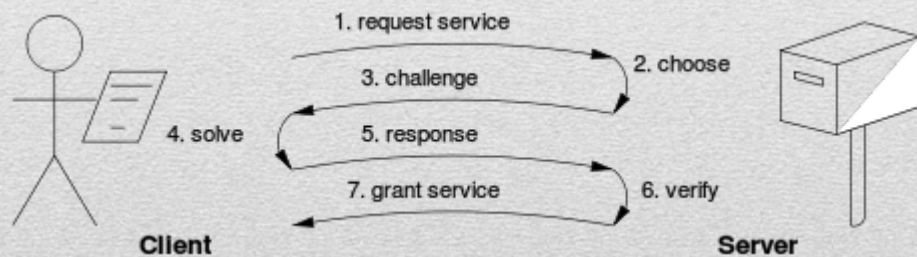 1. request service
2. choose
3. challenge
4. solve
5. response
6. verify
7. grant service
Client
Server